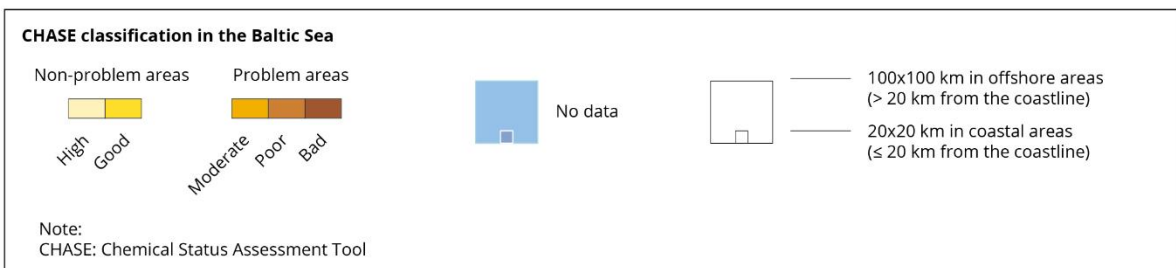 CHASE classification in the Baltic Sea
Non-problem areas
Problem areas
High
Good
Moderate
Poor
Bad
No data
100x100 km in offshore areas
(> 20 km from the coastline)
20x20 km in coastal areas
(≤ 20 km from the coastline)
Note:
CHASE: Chemical Status Assessment Tool